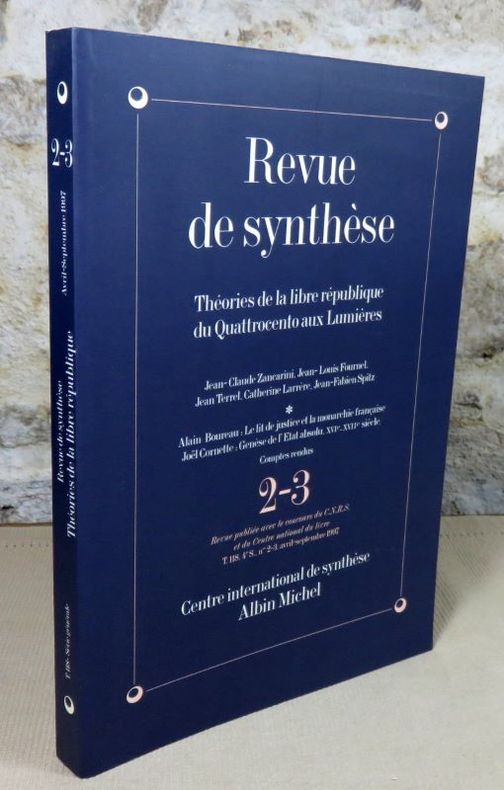 Revue
de synthèse
Théories de la libre république
du Quattrocento aux Lumières
Jean-Claude Zancarini, Jean-Louis Fournel,
Jean Terrel, Catherine Larrère, Jean-Fabien Spitz
*
Alain Boureau : Le lit de justice et la monarchie française
Joël Cornette : Genèse de l'Etat absolu, XVIe-XVIIe siècle.
Comptes rendus
2-3
Revue publiée avec le concours du C.N.R.S.
et du Centre national du livre
T. 118, 4e S., n° 2-3, avril-septembre 1997
Centre international de synthèse
Albin Michel
2-3
Avril-Septembre 1997
Revue de synthèse
Théories de la libre république
T. 118 - Série générale